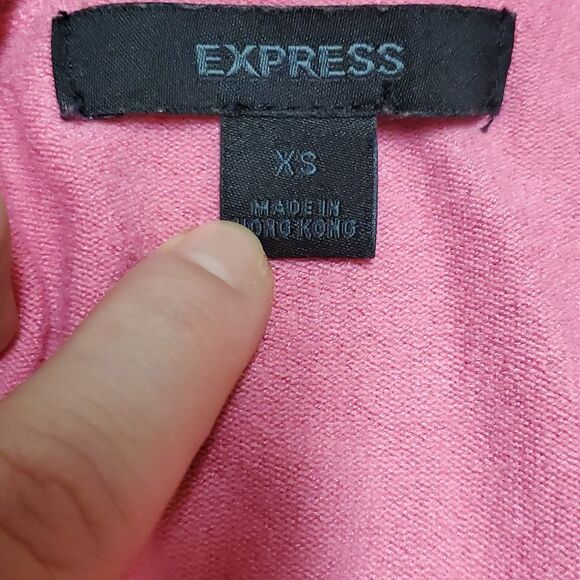 EXPRESS
XS
MADE IN
HONG KONG